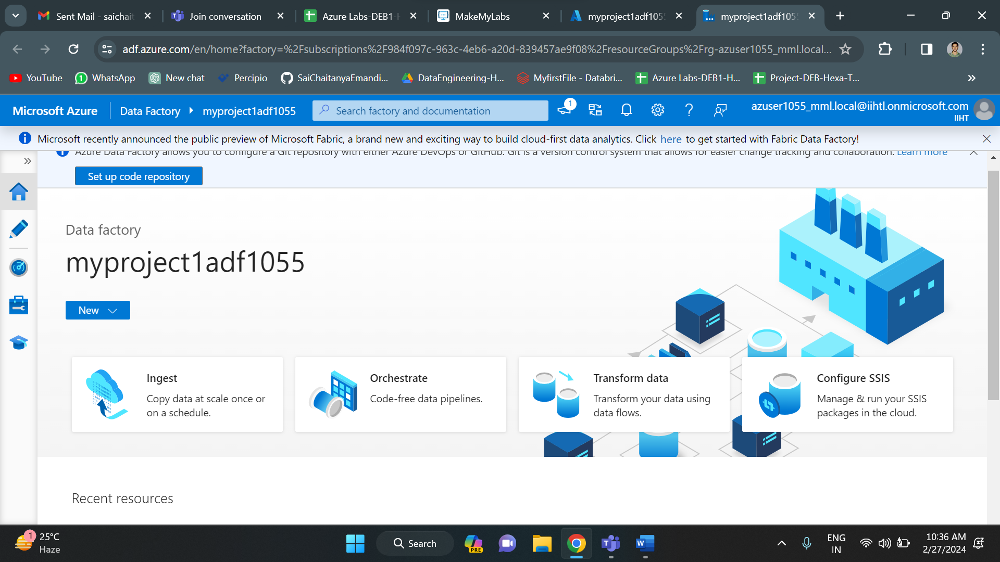 Sent Mail - saichait
Join conversation
Azure Labs-DEB1-H
MakeMyLabs
myproject1adf1055
myproject1adf1055
adf.azure.com/en/home?factory=%2Fsubscriptions%2F984f097c-963c-4eb6-a20d-839457ae9f08%2FresourceGroups%2Frg-azuser1055_mml.local...
YouTube
1
WhatsApp
New chat
Percipio
SaiChaitanyaEmandi...
DataEngineering-H...
MyfirstFile - Databri...
Azure Labs-DEB1-H...
Project-DEB-Hexa-T...
Microsoft Azure
Data Factory
myproject1adf1055
Search factory and documentation
1
azuser1055_mml.local@iihtl.onmicrosoft.com
IIHT
Microsoft recently announced the public preview of Microsoft Fabric, a brand new and exciting way to build cloud-first data analytics. Click here to get started with Fabric Data Factory!
Azure Data Factory allows you to configure a Git repository with either Azure DevOps or GitHub. Git is a version control system that allows for easier change tracking and collaboration. Learn more
Set up code repository
Data factory
myproject1adf1055
New
Ingest
Copy data at scale once or
on a schedule.
Orchestrate
Code-free data pipelines.
Transform data
Transform your data using
data flows.
Configure SSIS
Manage & run your SSIS
packages in the cloud.
Recent resources
1
25°C
Haze
Search
PRE
ENG
IN
10:36 AM
2/27/2024